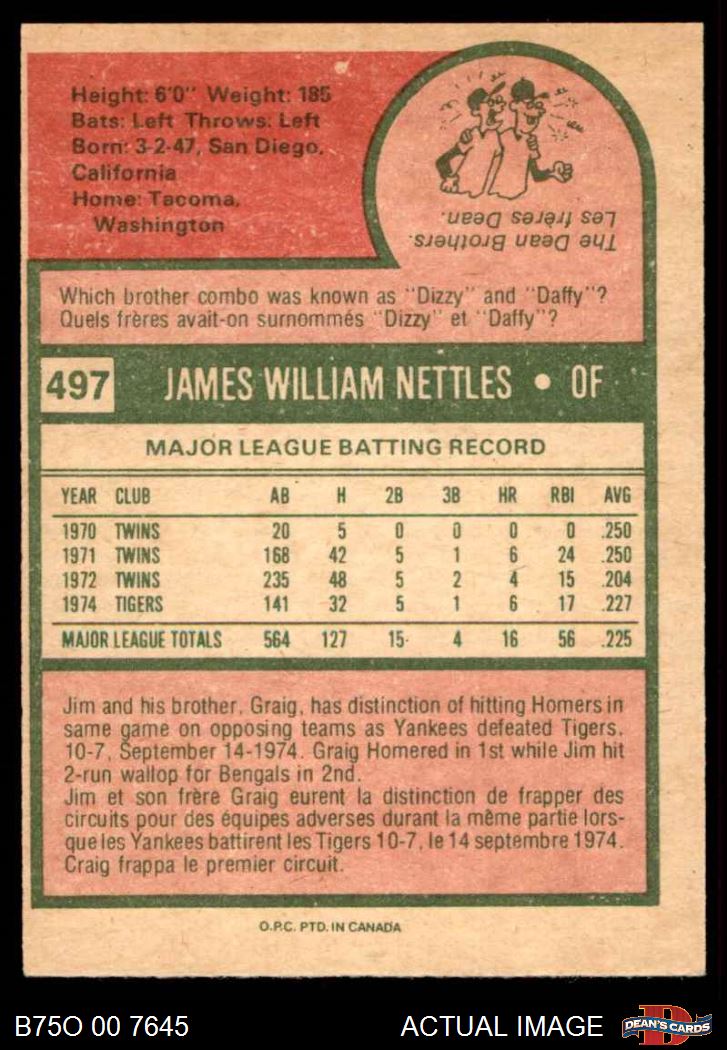 Height: 6'0" Weight: 185
Bats: Left Throws: Left
Born: 3-2-47, San Diego,
California
Home: Tacoma,
Washington
The Dean Brothers.
Les frères Dean.
Which brother combo was known as "Dizzy" and "Daffy"?
Quels frères avait-on surnommés "Dizzy" et "Daffy"?
497 JAMES WILLIAM NETTLES • OF
MAJOR LEAGUE BATTING RECORD
YEAR CLUB AB H 2B 3B HR RBI AVG
1970 TWINS 20 5 0 0 0 0 .250
1971 TWINS 168 42 5 1 6 24 .250
1972 TWINS 235 48 5 2 4 15 .204
1974 TIGERS 141 32 5 1 6 17 .227
MAJOR LEAGUE TOTALS 564 127 15 4 16 56 .225
Jim and his brother, Graig, has distinction of hitting Homers in
same game on opposing teams as Yankees defeated Tigers,
10-7, September 14-1974. Graig Homered in 1st while Jim hit
2-run wallop for Bengals in 2nd.
Jim et son frère Graig eurent la distinction de frapper des
circuits pour des équipes adverses durant la même partie lors-
que les Yankees battirent les Tigers 10-7, le 14 septembre 1974.
Craig frappa le premier circuit.
O.P.C. PTD. IN CANADA
B75O 00 7645 ACTUAL IMAGE D DEAN'S CARDS